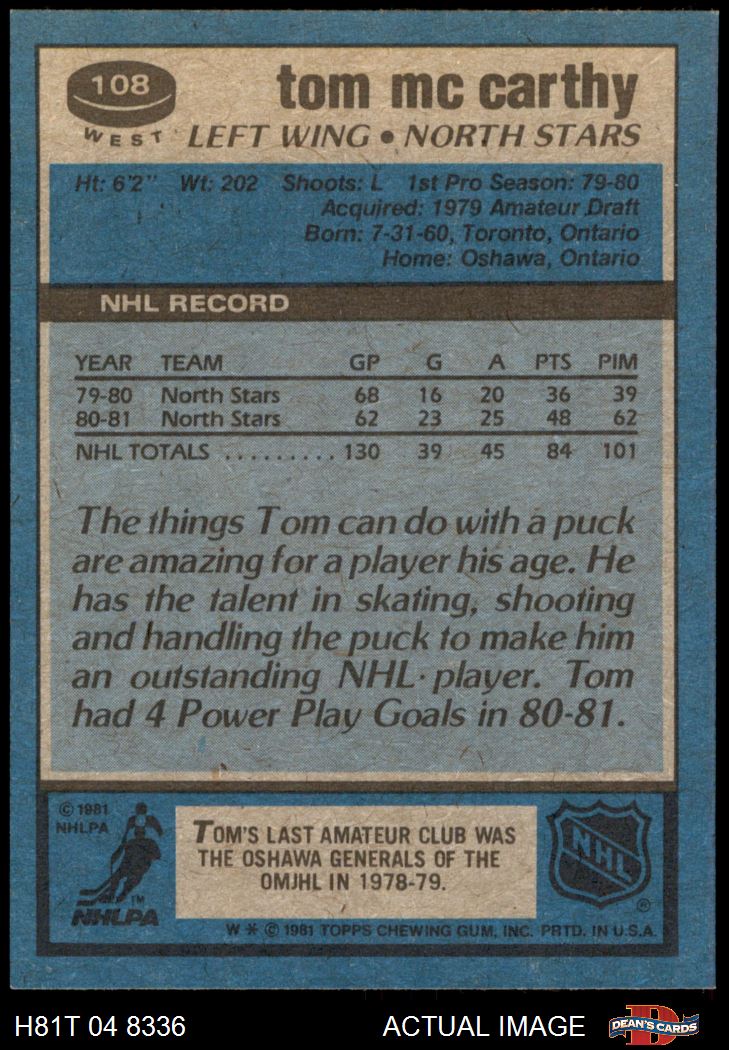 108
WEST
tom mc carthy
LEFT WING • NORTH STARS
Ht: 6'2" Wt: 202 Shoots: L 1st Pro Season: 79-80
Acquired: 1979 Amateur Draft
Born: 7-31-60, Toronto, Ontario
Home: Oshawa, Ontario
NHL RECORD
YEAR TEAM GP G A PTS PIM
79-80 North Stars 68 16 20 36 39
80-81 North Stars 62 23 25 48 62
NHL TOTALS ......... 130 39 45 84 101
The things Tom can do with a puck
are amazing for a player his age. He
has the talent in skating, shooting
and handling the puck to make him
an outstanding NHL player. Tom
had 4 Power Play Goals in 80-81.
© 1981
NHLPA
TM
NHLPA
TOM'S LAST AMATEUR CLUB WAS
THE OSHAWA GENERALS OF THE
OMJHL IN 1978-79.
NHL
®
W * © 1981 TOPPS CHEWING GUM, INC. PRTD. IN U.S.A.
H81T 04 8336 ACTUAL IMAGE
D
DEAN'S CARDS